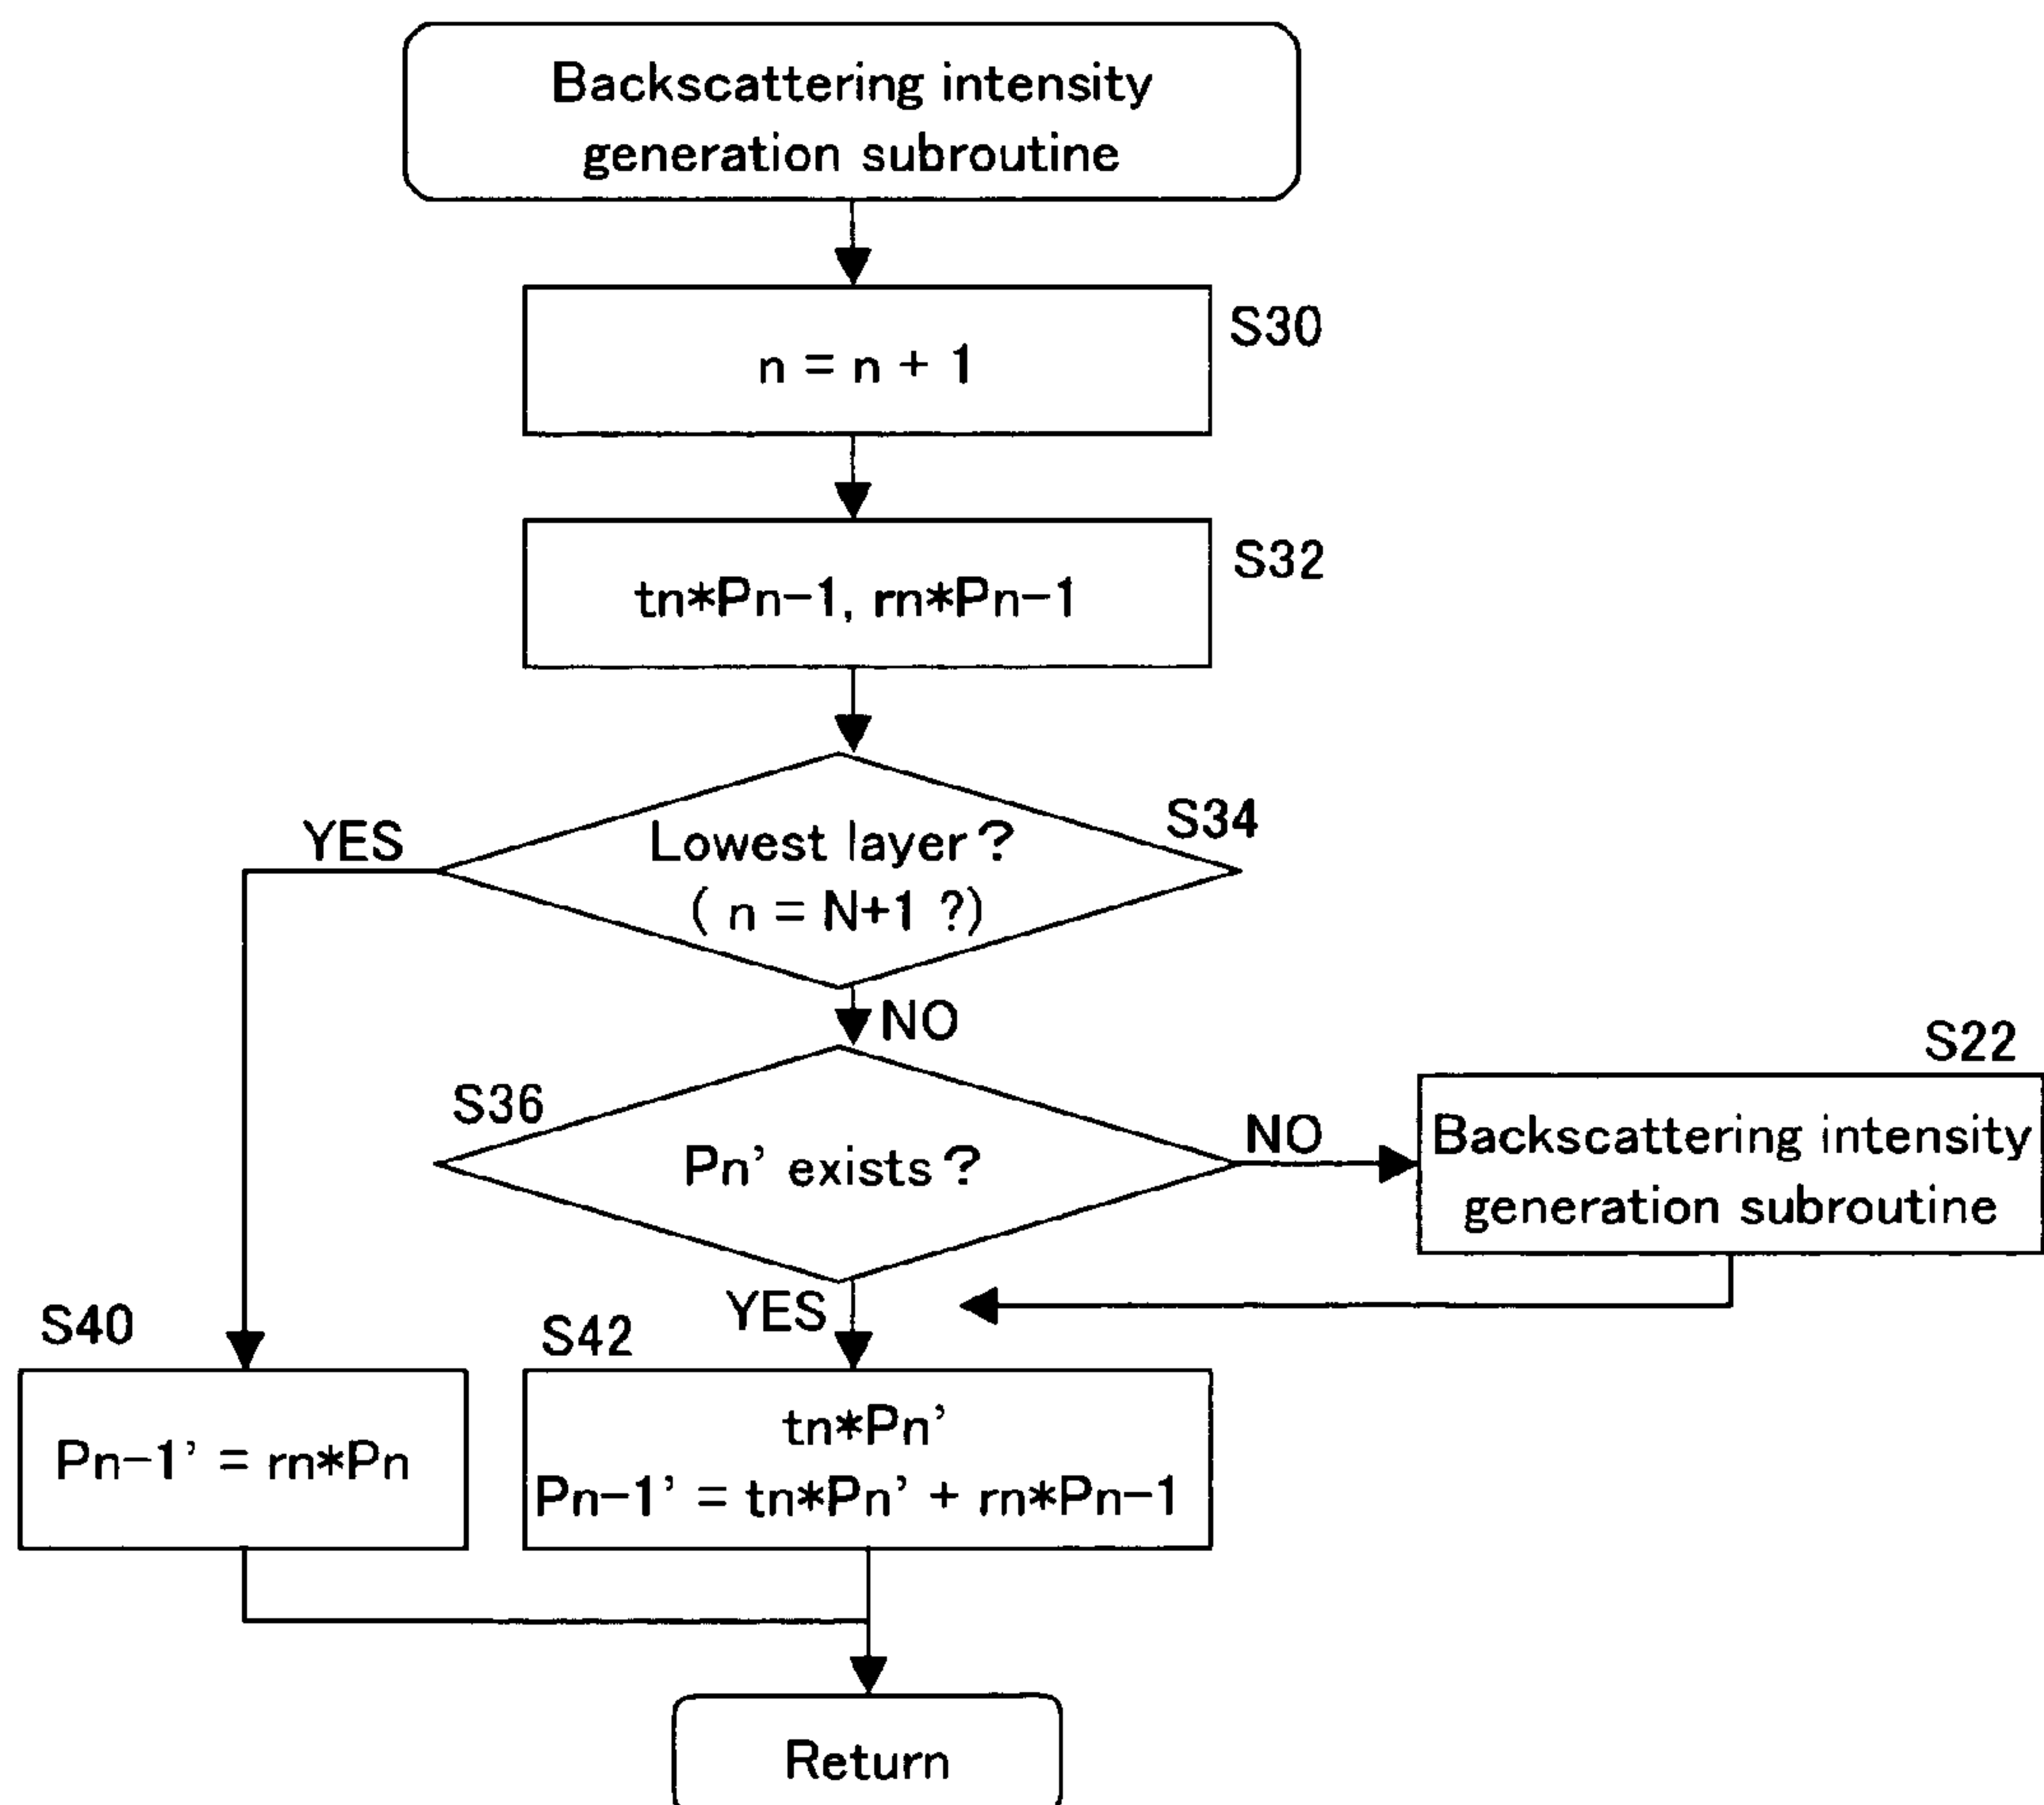 Backscattering intensity
generation subroutine
S30
n = n + 1
S32
tn*Pn-1, rn*Pn-1
S34
Lowest layer?
( n = N+1 ?)
YES
NO
S36
Pn' exists?
NO
S22
Backscattering intensity
generation subroutine
YES
S40
Pn-1' = rn*Pn
S42
tn*Pn'
Pn-1' = tn*Pn' + rn*Pn-1
Return